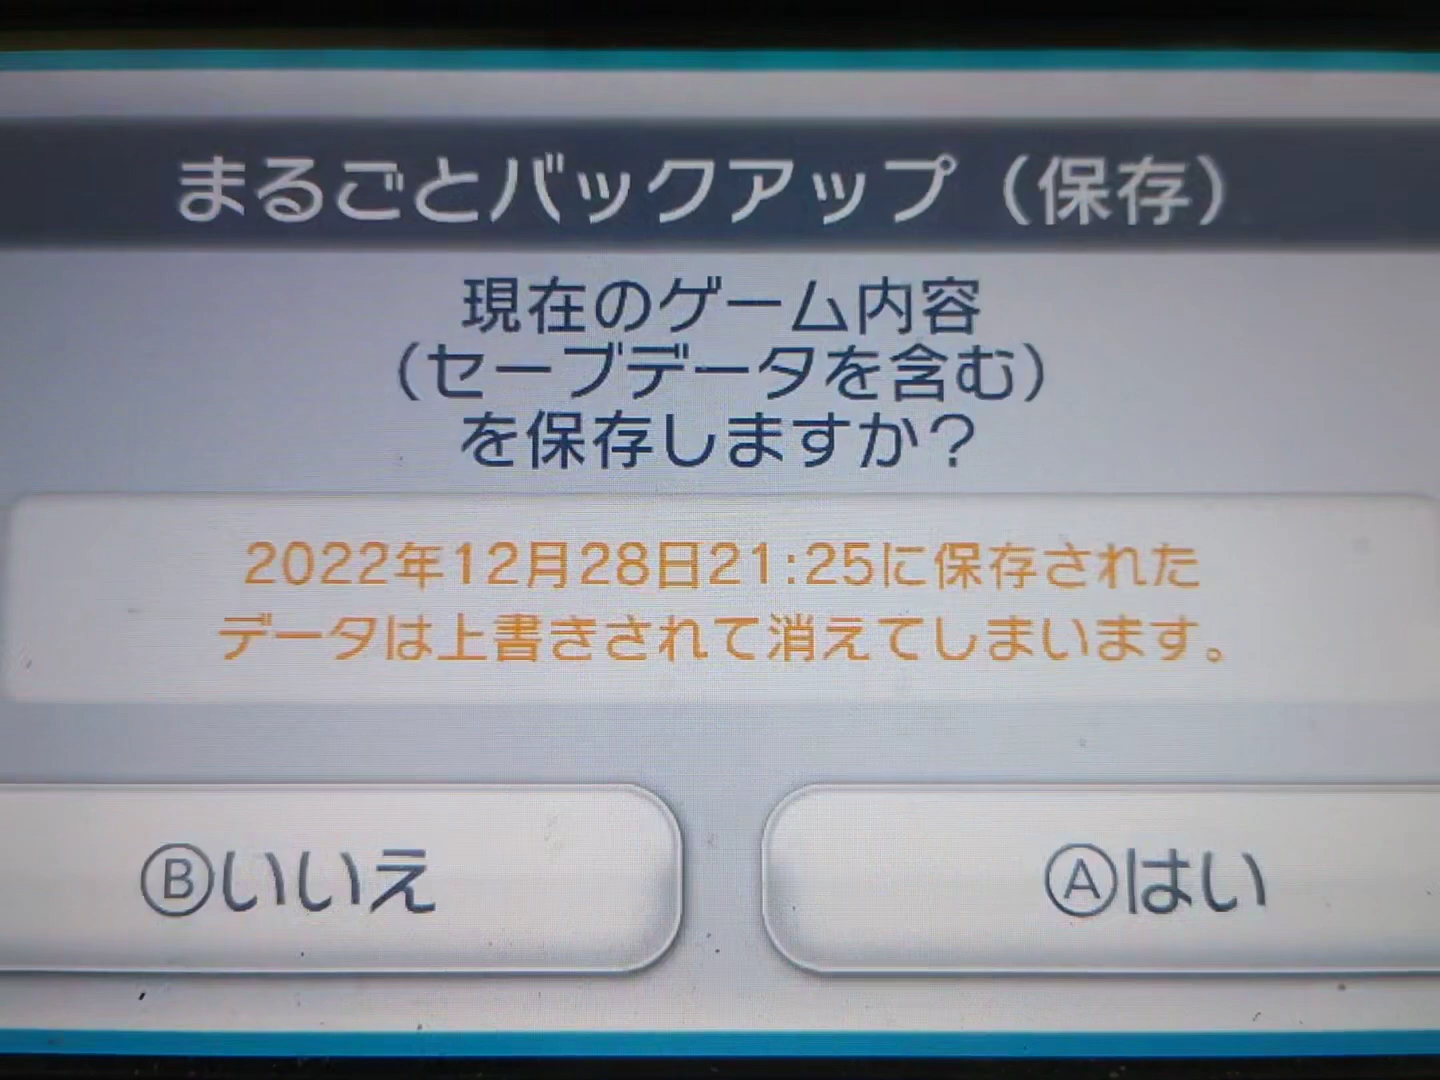 まるごとバックアップ（保存）
現在のゲーム内容
（セーブデータを含む）
を保存しますか？
2022年12月28日21:25に保存された
データは上書きされて消えてしまいます。
Ⓑいいえ
Ⓐはい